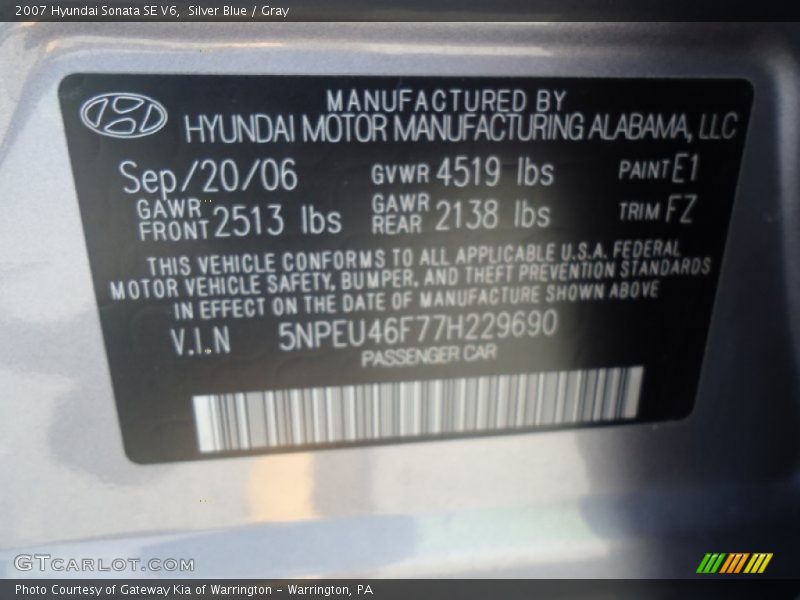 2007 Hyundai Sonata SE V6,  Silver Blue / Gray
MANUFACTURED BY
HYUNDAI MOTOR MANUFACTURING ALABAMA, LLC
Sep/20/06 GVWR 4519 lbs PAINT E1
GAWR FRONT 2513 lbs GAWR REAR 2138 lbs TRIM FZ
THIS VEHICLE CONFORMS TO ALL APPLICABLE U.S.A. FEDERAL
MOTOR VEHICLE SAFETY, BUMPER, AND THEFT PREVENTION STANDARDS
IN EFFECT ON THE DATE OF MANUFACTURE SHOWN ABOVE
V.I.N 5NPEU46F77H229690
PASSENGER CAR
GTCARLOT.COM
Photo Courtesy of Gateway Kia of Warrington - Warrington, PA